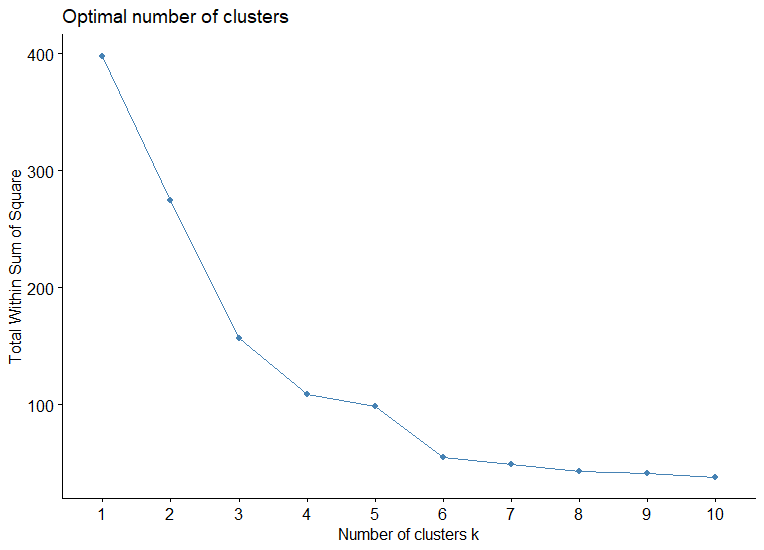 Optimal number of clusters
Total Within Sum of Square
400
300
200
100
1 2 3 4 5 6 7 8 9 10
Number of clusters k